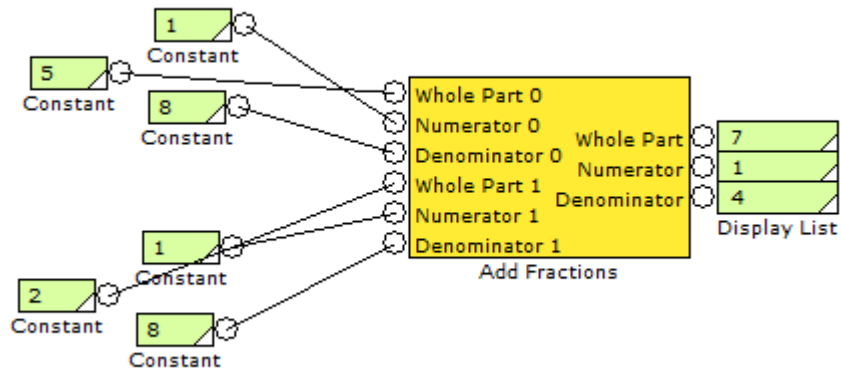 1
Constant
5
Constant
8
Constant
Whole Part 0
Numerator 0
Denominator 0
Whole Part 1
Numerator 1
Denominator 1
Whole Part
Numerator
Denominator
Add Fractions
7
1
4
Display List
1
Constant
2
Constant
8
Constant